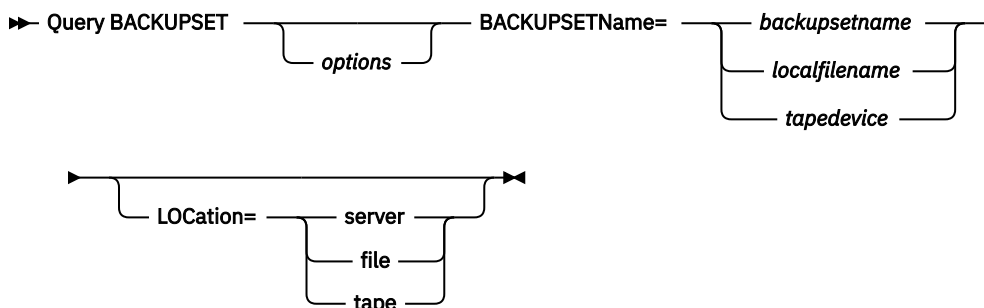 Query BACKUPSET options BACKUPSETName= backupsetname
localfilename
tapedevice
LOCation= server
file
tape